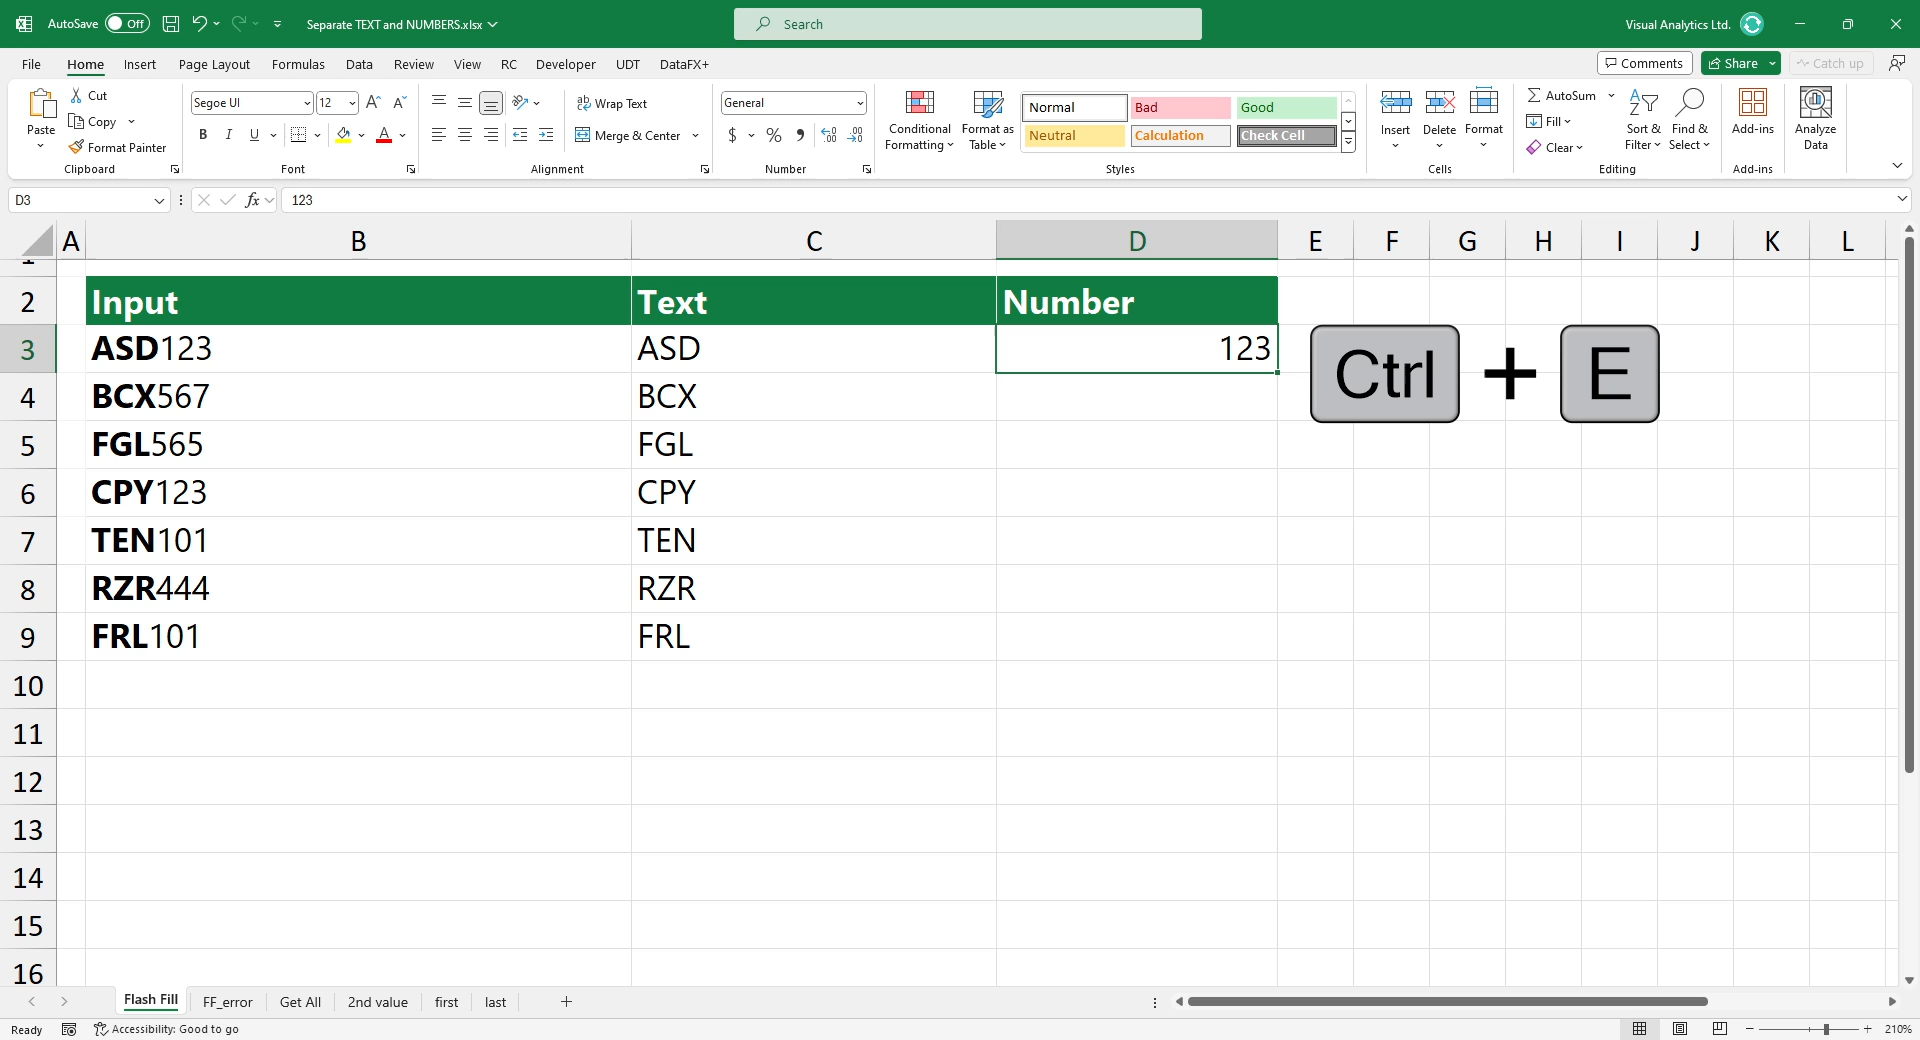 AutoSave Off Separate TEXT and NUMBERS.xlsx Search Visual Analytics Ltd.
File Home Insert Page Layout Formulas Data Review View RC Developer UDT DataFX+ Comments Share Catch up
Paste Cut Copy Format Painter Clipboard
Segoe UI 12 B I U A Font
Wrap Text Merge & Center Alignment
General $ % Number
Conditional Formatting Format as Table
Normal Bad Good
Neutral Calculation Check Cell
Styles
Insert Delete Format Cells
AutoSum Fill Clear Sort & Filter Find & Select Editing
Add-ins Add-ins
Analyze Data
D3 fx 123
A B C D E F G H I J K L
1
2 Input Text Number
3 ASD123 ASD 123
4 BCX567 BCX
5 FGL565 FGL
6 CPY123 CPY
7 TEN101 TEN
8 RZR444 RZR
9 FRL101 FRL
10
11
12
13
14
15
16
Ctrl + E
Flash Fill FF_error Get All 2nd value first last +
Ready Accessibility: Good to go 210%